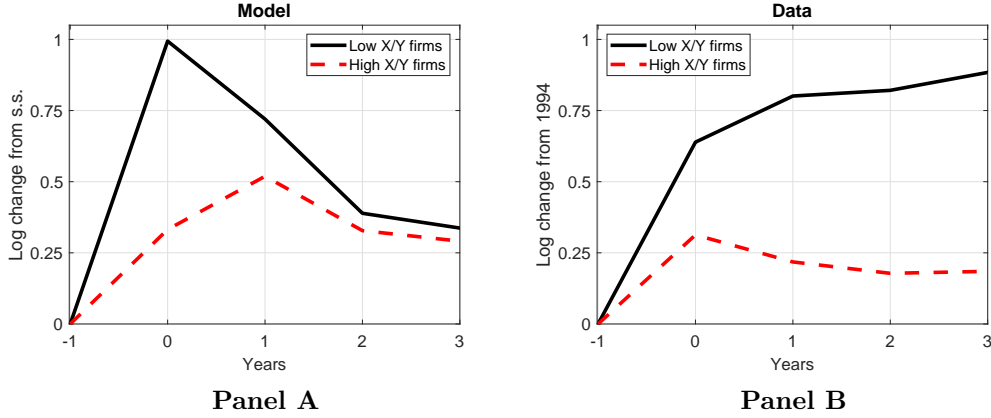 Model
Log change from s.s.
1
0.75
0.5
0.25
0
Low X/Y firms
High X/Y firms
-1
0
1
2
3
Years
Panel A
Data
Log change from 1994
1
0.75
0.5
0.25
0
Low X/Y firms
High X/Y firms
-1
0
1
2
3
Years
Panel B